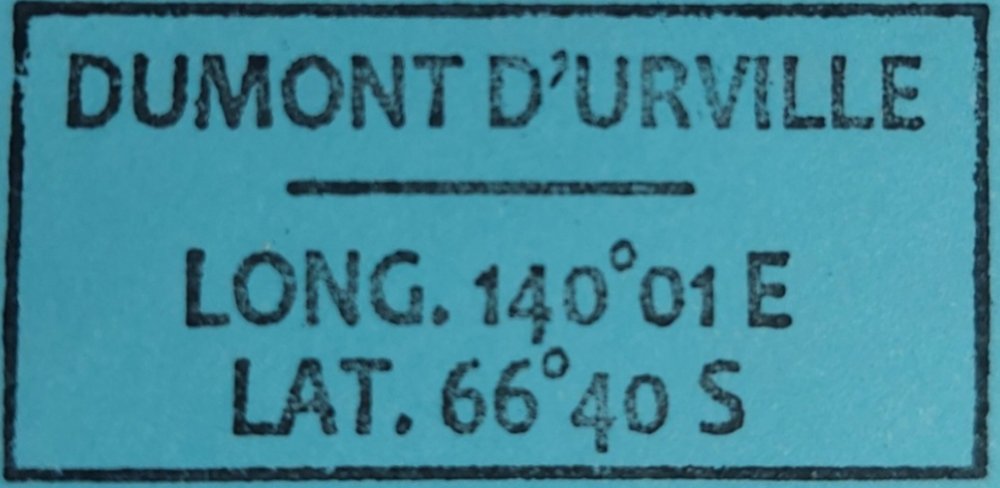 DUMONT D'URVILLE
LONG. 140°01 E
LAT. 66°40 S